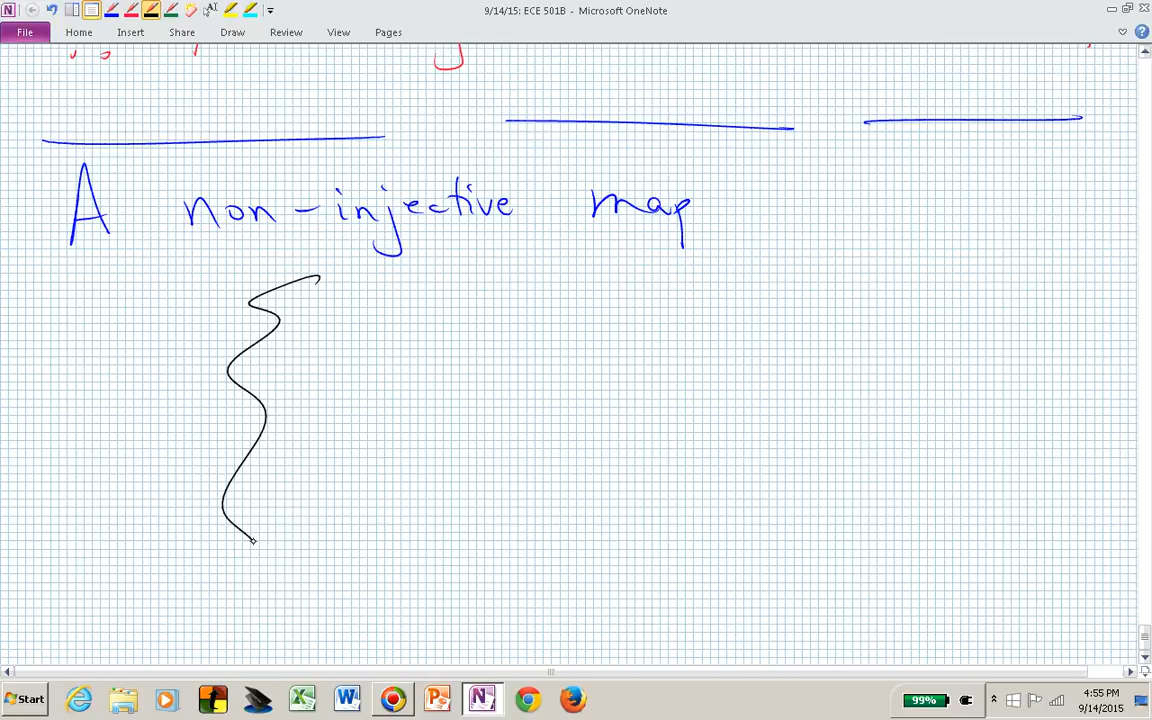 9/14/15: ECE 501B - Microsoft OneNote
File Home Insert Share Draw Review View Pages
A non-injective map
Start
99%
4:55 PM
9/14/2015